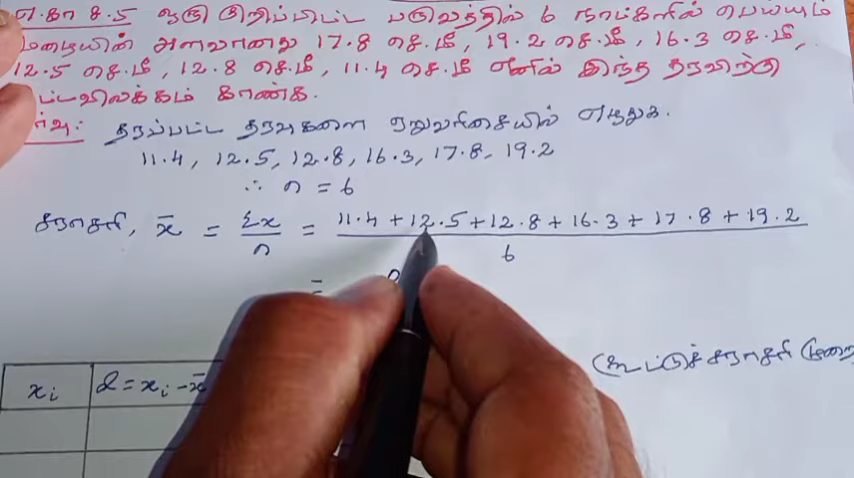 எ.கா 8.5 ஒரு குறிப்பிட்ட பருவத்தில் 6 நாட்களில் பெய்யும்
மழையின் அளவானது 17.8 செ.மீ, 19.2 செ.மீ, 16.3 செ.மீ,
12.5 செ.மீ, 12.8 செ.மீ, 11.4 செ.மீ எனில் இந்த தரவிற்கு
ட்டவிலக்கம் காண்க.
ர்வு: தரப்பட்ட தரவுகளை ஏறுவரிசையில் எழுதுக.
11.4, 12.5, 12.8, 16.3, 17.8, 19.2
∴ n = 6
சராசரி, x̄ = Σx/n = 11.4 + 12.5 + 12.8 + 16.3 + 17.8 + 19.2 / 6
=
(கூட்டுச் சராசரி முறை
xᵢ d = xᵢ - x̄